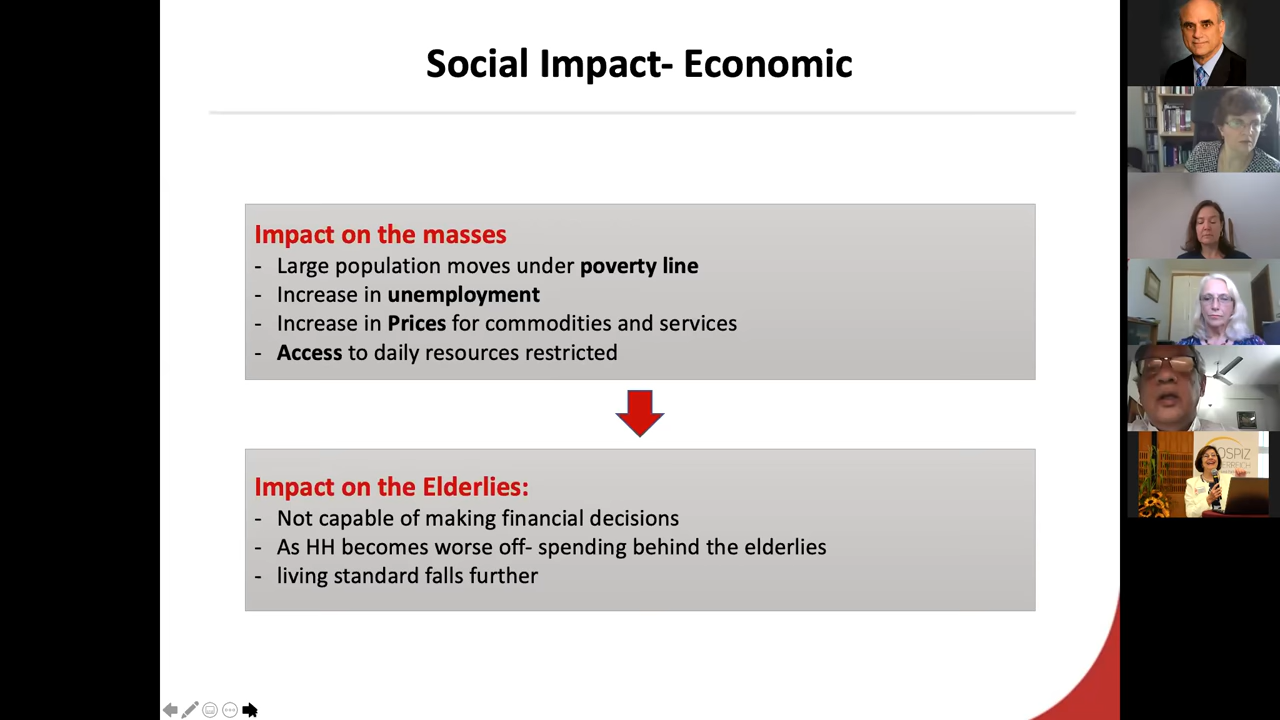 Social Impact- Economic
Impact on the masses
- Large population moves under poverty line
- Increase in unemployment
- Increase in Prices for commodities and services
- Access to daily resources restricted
Impact on the Elderlies:
- Not capable of making financial decisions
- As HH becomes worse off- spending behind the elderlies
- living standard falls further
OSPIZ